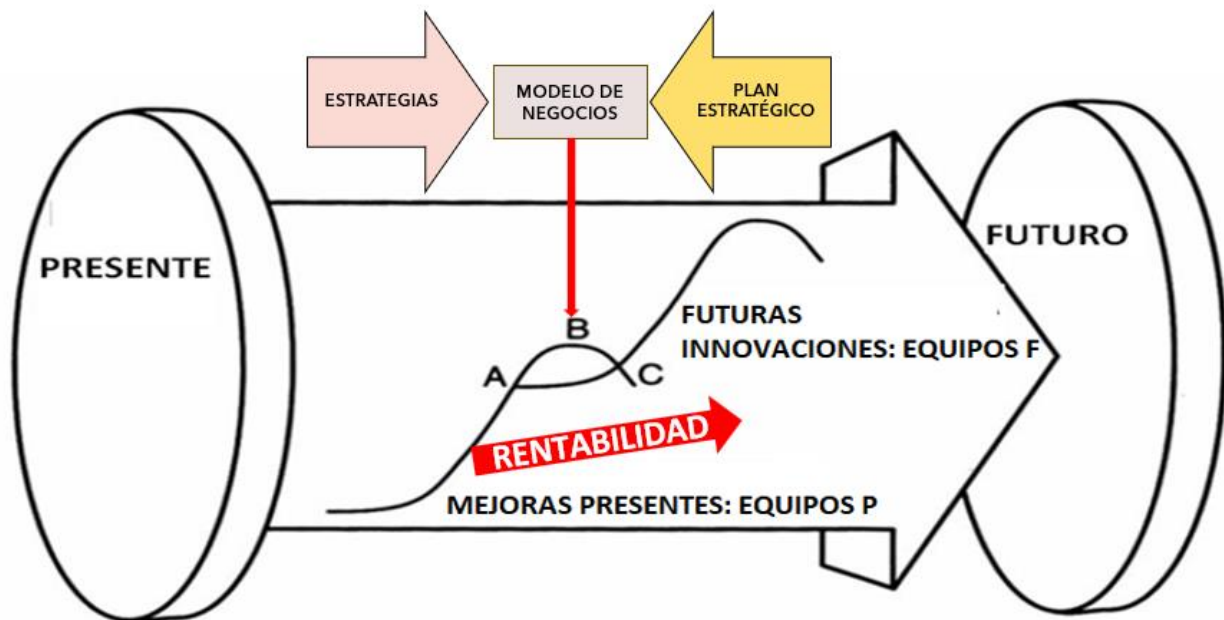 ESTRATEGIAS
MODELO DE
NEGOCIOS
PLAN
ESTRATÉGICO
PRESENTE
FUTURO
B
A
C
FUTURAS
INNOVACIONES: EQUIPOS F
RENTABILIDAD
MEJORAS PRESENTES: EQUIPOS P